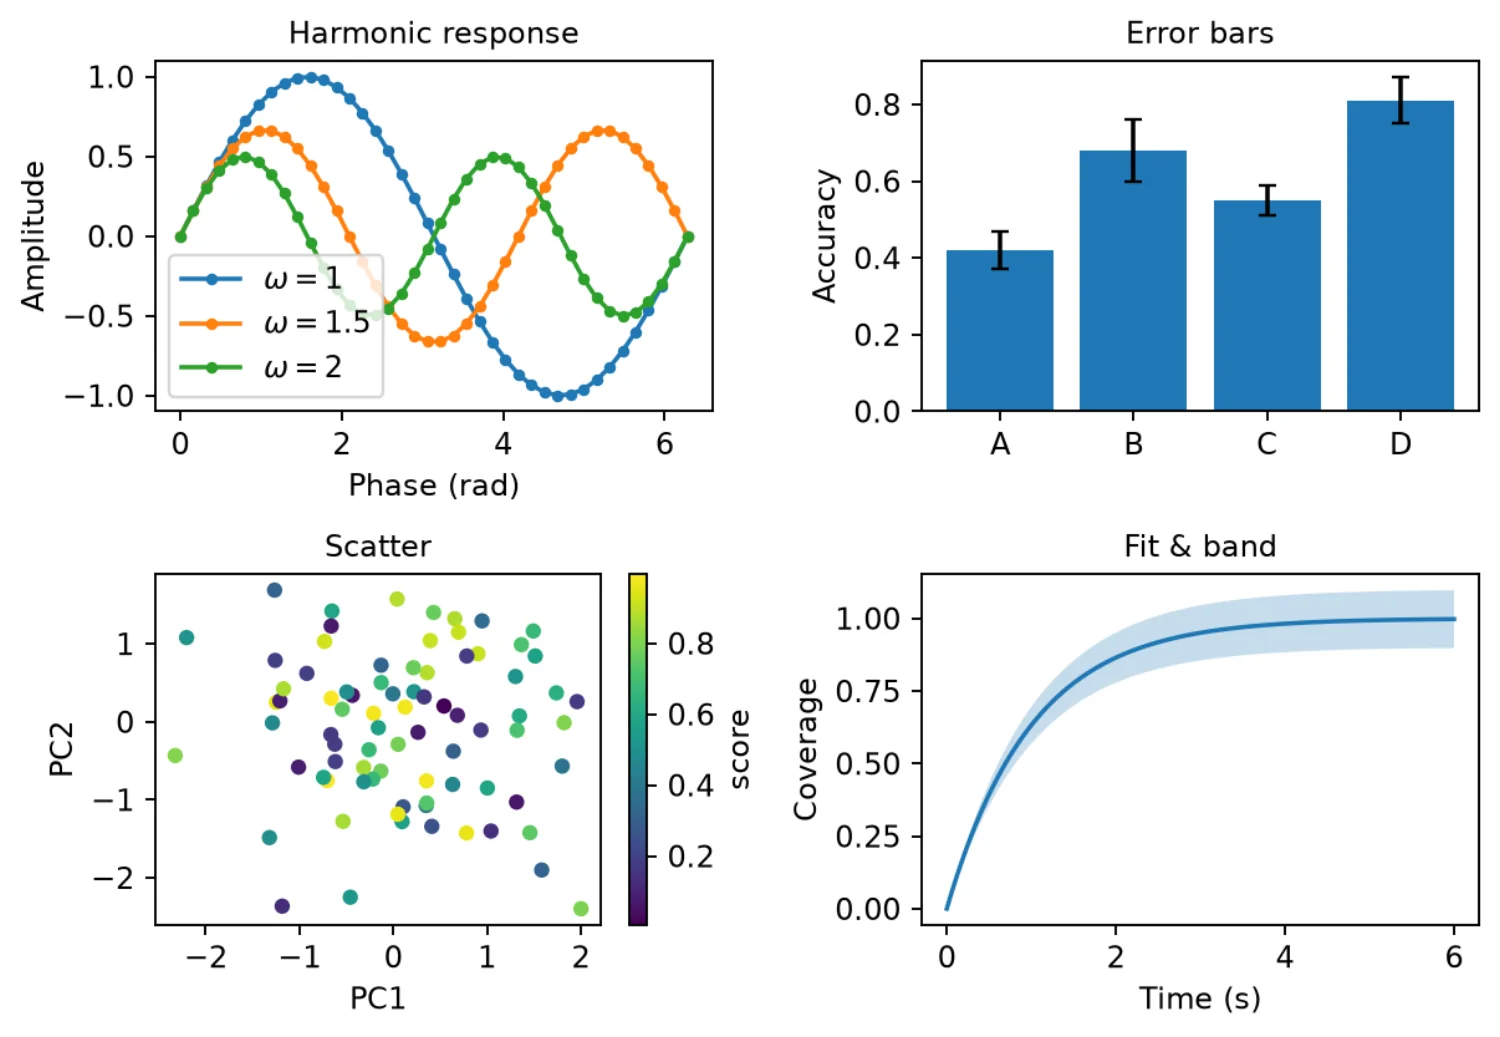 Harmonic response
1.0
0.5
0.0
−0.5
−1.0
Amplitude
ω = 1
ω = 1.5
ω = 2
0 2 4 6
Phase (rad)
Error bars
0.8
0.6
0.4
0.2
0.0
Accuracy
A B C D
Scatter
1
0
−1
−2
PC2
−2 −1 0 1 2
PC1
0.8
0.6
0.4
0.2
score
Fit & band
1.00
0.75
0.50
0.25
0.00
Coverage
0 2 4 6
Time (s)